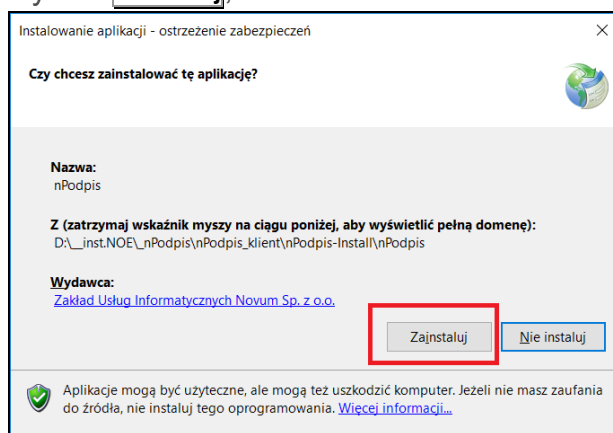 Instalowanie aplikacji - ostrzeżenie zabezpieczeń
Czy chcesz zainstalować tę aplikację?
Nazwa:
nPodpis
Z (zatrzymaj wskaźnik myszy na ciągu poniżej, aby wyświetlić pełną domenę):
D:\__inst.NOE\_nPodpis\nPodpis_klient\nPodpis-Install\nPodpis
Wydawca:
Zakład Usług Informatycznych Novum Sp. z o.o.
Zainstaluj
Nie instaluj
Aplikacje mogą być użyteczne, ale mogą też uszkodzić komputer. Jeżeli nie masz zaufania
do źródła, nie instaluj tego oprogramowania. Więcej informacji...